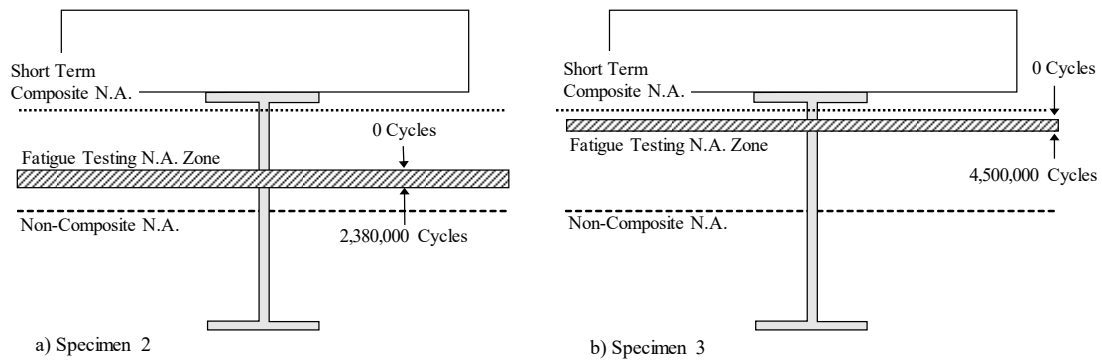 Short Term
Composite N.A.
0 Cycles
Fatigue Testing N.A. Zone
Non-Composite N.A.
2,380,000 Cycles
a) Specimen 2
Short Term
Composite N.A.
0 Cycles
Fatigue Testing N.A. Zone
4,500,000 Cycles
Non-Composite N.A.
b) Specimen 3